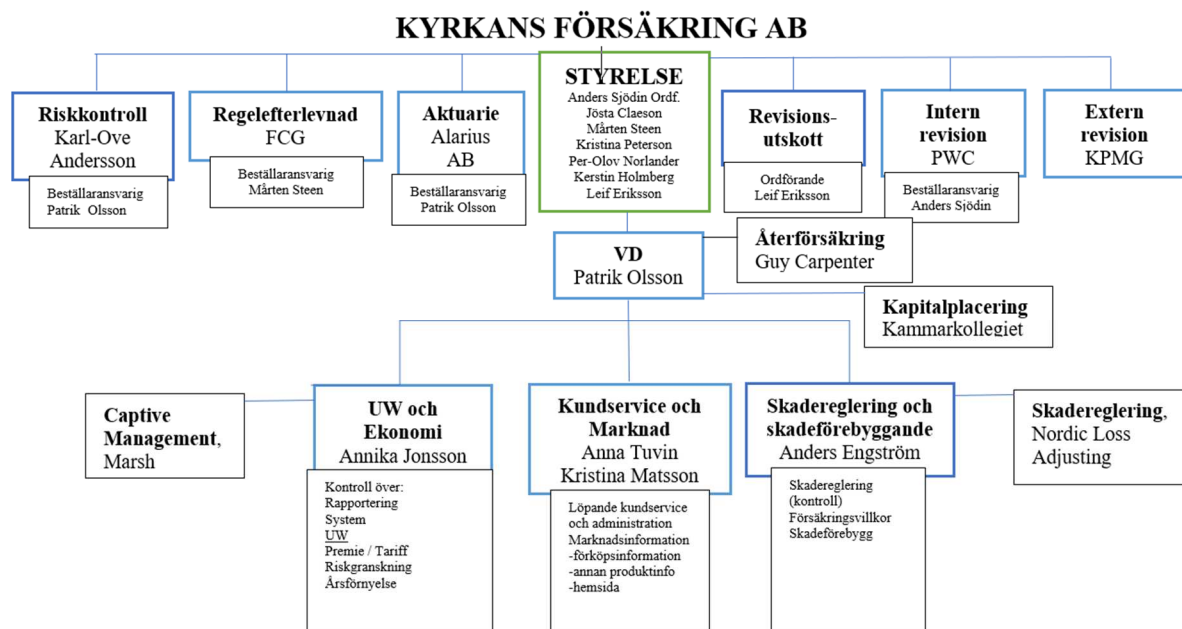 KYRKANS FÖRSÄKRING AB
Riskkontroll
Karl-Ove
Andersson
Beställaransvarig
Patrik Olsson
Regelefterlevnad
FCG
Beställaransvarig
Mårten Steen
Aktuarie
Alarius
AB
Beställaransvarig
Patrik Olsson
STYRELSE
Anders Sjödin Ordf.
Jösta Claeson
Mårten Steen
Kristina Peterson
Per-Olov Norlander
Kerstin Holmberg
Leif Eriksson
Revisions-
utskott
Ordförande
Leif Eriksson
Intern
revision
PWC
Beställaransvarig
Anders Sjödin
Extern
revision
KPMG
VD
Patrik Olsson
Återförsäkring
Guy Carpenter
Kapitalplacering
Kammarkollegiet
Captive
Management,
Marsh
UW och
Ekonomi
Annika Jonsson
Kontroll över:
Rapportering
System
UW
Premie / Tariff
Riskgranskning
Årsförnyelse
Kundservice och
Marknad
Anna Tuvin
Kristina Matsson
Löpande kundservice
och administration
Marknadsinformation
-förköpsinformation
-annan produktinfo
-hemsida
Skadereglering och
skadeförebyggande
Anders Engström
Skadereglering
(kontroll)
Försäkringsvillkor
Skadeförebygg
Skadereglering,
Nordic Loss
Adjusting